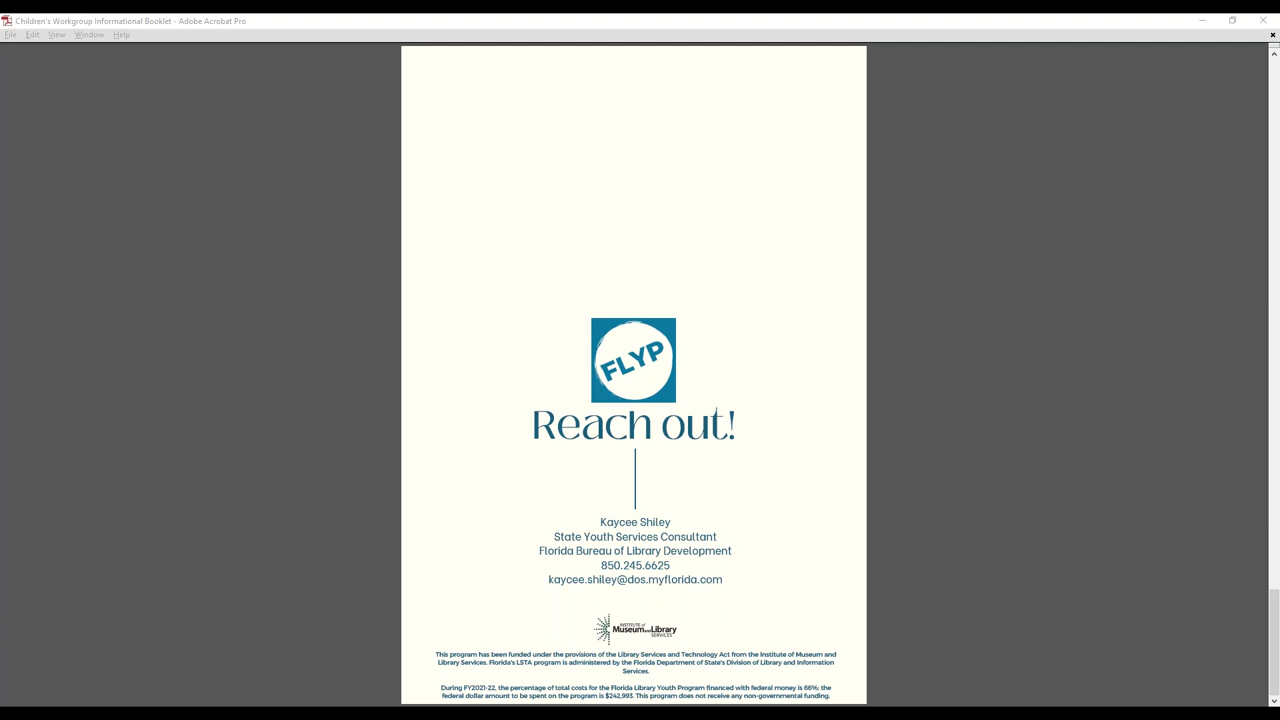 Children's Workgroup Informational Booklet - Adobe Acrobat Pro
File Edit View Window Help
FLYP
Reach out!
Kaycee Shiley
State Youth Services Consultant
Florida Bureau of Library Development
850.245.6625
kaycee.shiley@dos.myflorida.com
INSTITUTE of
Museum and Library
SERVICES
This program has been funded under the provisions of the Library Services and Technology Act from the Institute of Museum and
Library Services. Florida's LSTA program is administered by the Florida Department of State's Division of Library and Information
Services.
During FY2021-22, the percentage of total costs for the Florida Library Youth Program financed with federal money is 66%; the
federal dollar amount to be spent on the program is $242,993. This program does not receive any non-governmental funding.